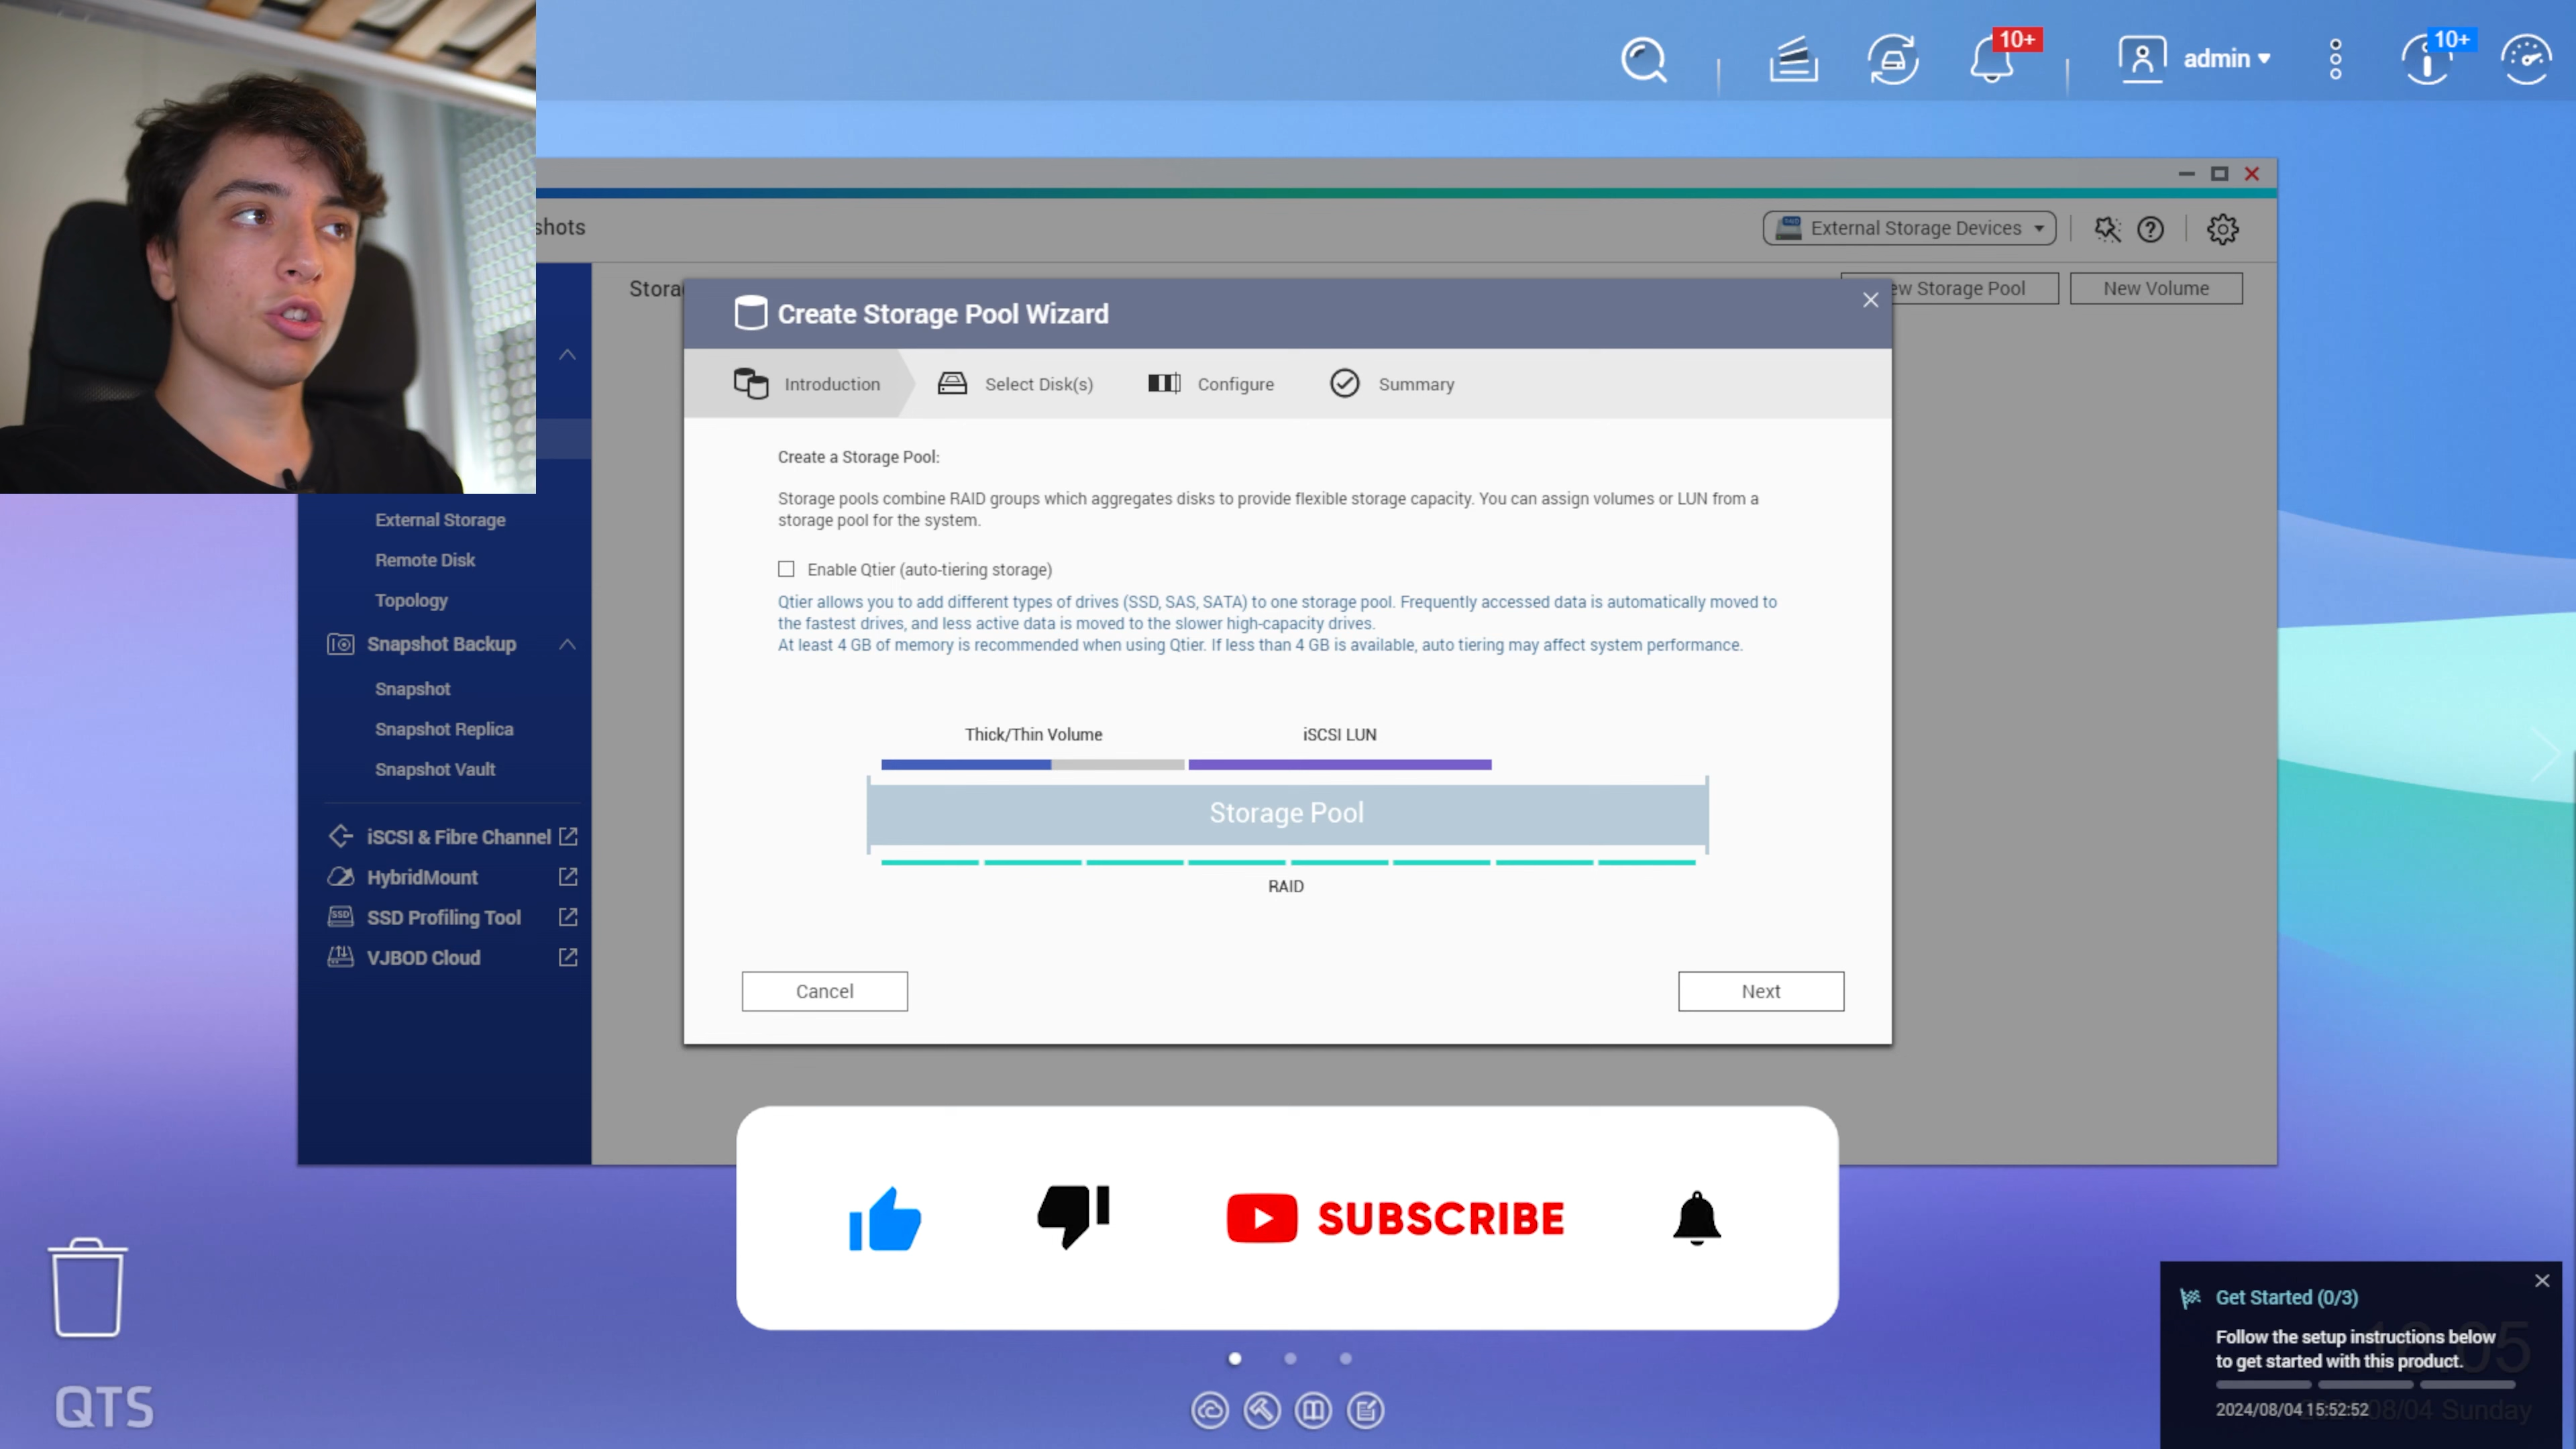 10+
admin
10+
shots
External Storage Devices
New Volume
Create Storage Pool Wizard
Introduction
Select Disk(s)
Configure
Summary
Create a Storage Pool:
Storage pools combine RAID groups which aggregates disks to provide flexible storage capacity. You can assign volumes or LUN from a
storage pool for the system.
Enable Qtier (auto-tiering storage)
Qtier allows you to add different types of drives (SSD, SAS, SATA) to one storage pool. Frequently accessed data is automatically moved to
the fastest drives, and less active data is moved to the slower high-capacity drives.
At least 4 GB of memory is recommended when using Qtier. If less than 4 GB is available, auto tiering may affect system performance.
Thick/Thin Volume
iSCSI LUN
Storage Pool
RAID
Cancel
Next
Stora
ew Storage Pool
External Storage
Remote Disk
Topology
Snapshot Backup
Snapshot
Snapshot Replica
Snapshot Vault
iSCSI & Fibre Channel
HybridMount
SSD Profiling Tool
SSD
VJBOD Cloud
SUBSCRIBE
QTS
Get Started (0/3)
Follow the setup instructions below
to get started with this product.
2024/08/04 15:52:52
08/04 Sunday